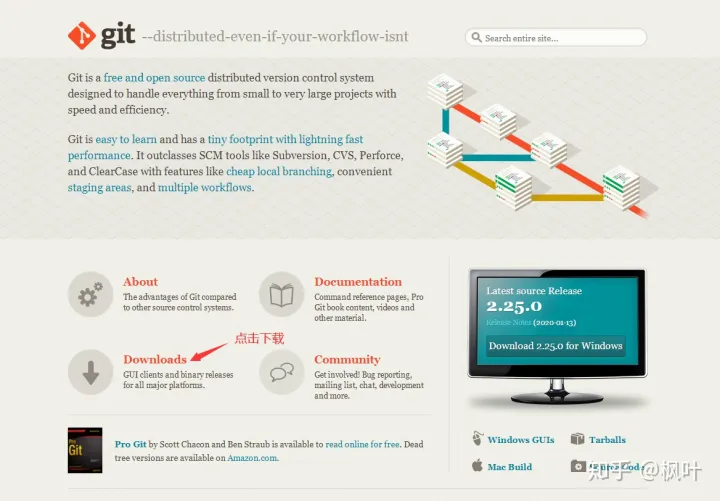 git --distributed-even-if-your-workflow-isnt
Search entire site...
Git is a free and open source distributed version control system
designed to handle everything from small to very large projects with
speed and efficiency.
Git is easy to learn and has a tiny footprint with lightning fast
performance. It outclasses SCM tools like Subversion, CVS, Perforce,
and ClearCase with features like cheap local branching, convenient
staging areas, and multiple workflows.
About
The advantages of Git compared
to other source control systems.
Documentation
Command reference pages, Pro
Git book content, videos and
other material.
点击下载
Downloads
GUI clients and binary releases
for all major platforms.
Community
Get involved! Bug reporting,
mailing list, chat, development
and more.
Latest source Release
2.25.0
Release Notes (2020-01-13)
Download 2.25.0 for Windows
Pro
Git
Pro Git by Scott Chacon and Ben Straub is available to read online for free. Dead
tree versions are available on Amazon.com.
Windows GUIs
Tarballs
Mac Build
知乎 @枫叶